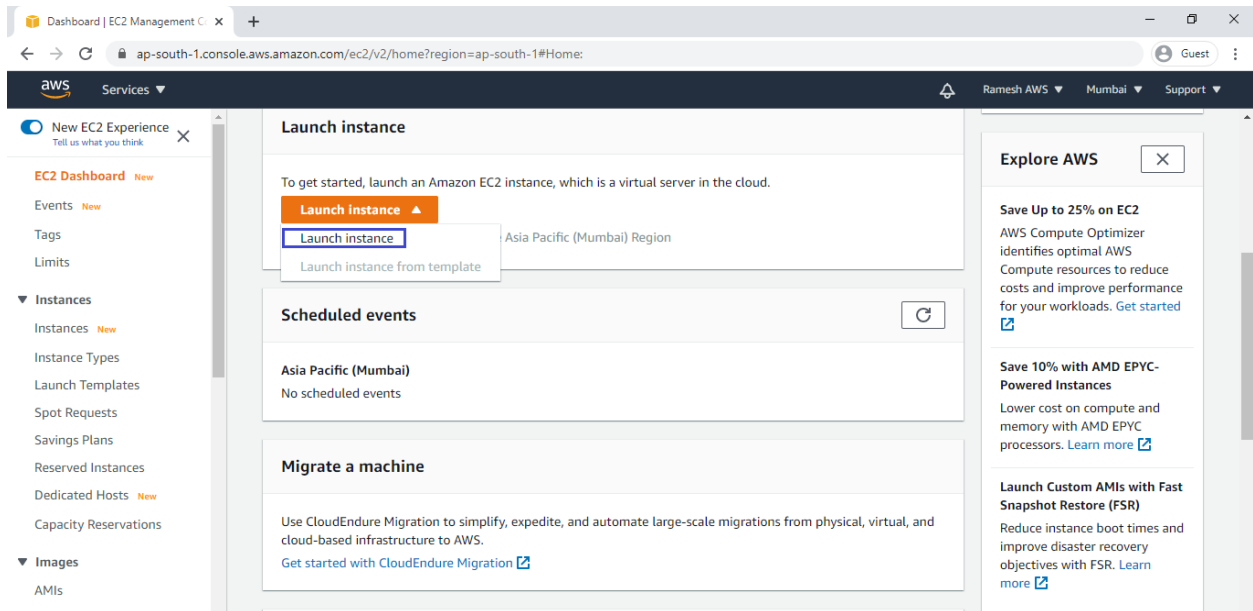 Dashboard | EC2 Management C
ap-south-1.console.aws.amazon.com/ec2/v2/home?region=ap-south-1#Home:
Guest
aws
Services
Ramesh AWS
Mumbai
Support
New EC2 Experience
Tell us what you think
EC2 Dashboard New
Events New
Tags
Limits
Instances
Instances New
Instance Types
Launch Templates
Spot Requests
Savings Plans
Reserved Instances
Dedicated Hosts New
Capacity Reservations
Images
AMIs
Launch instance
To get started, launch an Amazon EC2 instance, which is a virtual server in the cloud.
Launch instance
Launch instance
Asia Pacific (Mumbai) Region
Launch instance from template
Scheduled events
Asia Pacific (Mumbai)
No scheduled events
Migrate a machine
Use CloudEndure Migration to simplify, expedite, and automate large-scale migrations from physical, virtual, and
cloud-based infrastructure to AWS.
Get started with CloudEndure Migration
Explore AWS
Save Up to 25% on EC2
AWS Compute Optimizer
identifies optimal AWS
Compute resources to reduce
costs and improve performance
for your workloads. Get started
Save 10% with AMD EPYC-
Powered Instances
Lower cost on compute and
memory with AMD EPYC
processors. Learn more
Launch Custom AMIs with Fast
Snapshot Restore (FSR)
Reduce instance boot times and
improve disaster recovery
objectives with FSR. Learn
more